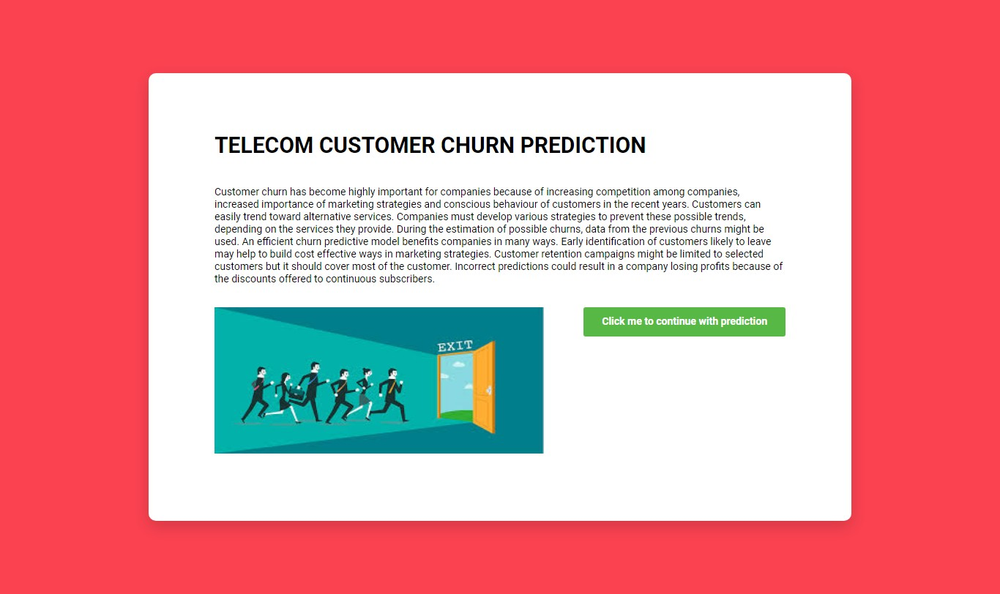 TELECOM CUSTOMER CHURN PREDICTION
Customer churn has become highly important for companies because of increasing competition among companies,
increased importance of marketing strategies and conscious behaviour of customers in the recent years. Customers can
easily trend toward alternative services. Companies must develop various strategies to prevent these possible trends,
depending on the services they provide. During the estimation of possible churns, data from the previous churns might be
used. An efficient churn predictive model benefits companies in many ways. Early identification of customers likely to leave
may help to build cost effective ways in marketing strategies. Customer retention campaigns might be limited to selected
customers but it should cover most of the customer. Incorrect predictions could result in a company losing profits because of
the discounts offered to continuous subscribers.
Click me to continue with prediction
EXIT